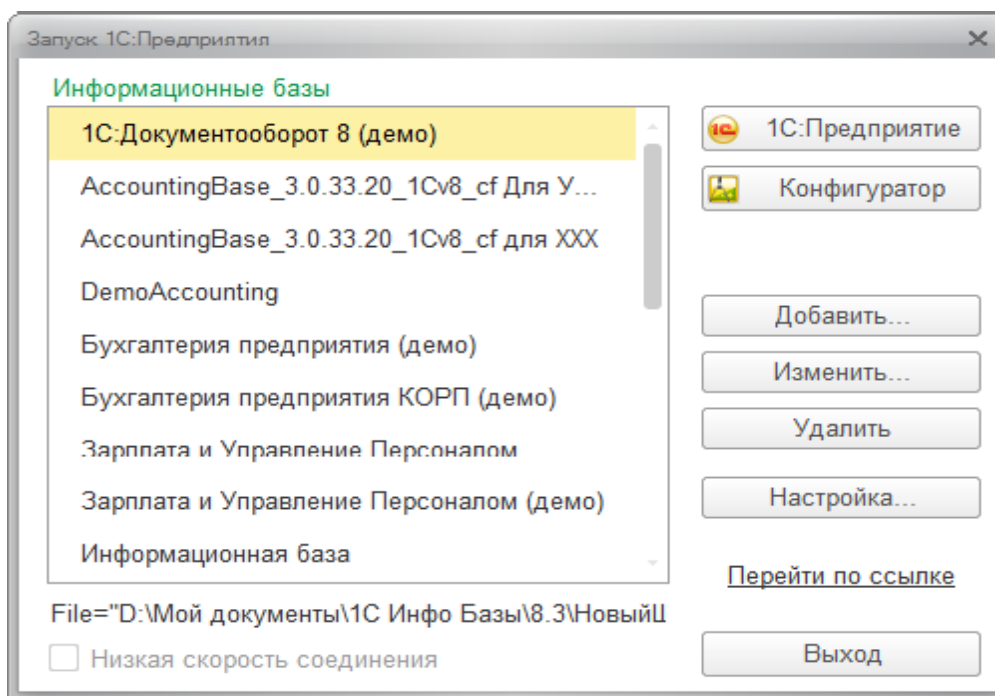 Запуск 1С:Предприятия
Информационные базы
1С:Документооборот 8 (демо)
AccountingBase_3.0.33.20_1Cv8_cf Для У...
AccountingBase_3.0.33.20_1Cv8_cf для ХХХ
DemoAccounting
Бухгалтерия предприятия (демо)
Бухгалтерия предприятия КОРП (демо)
Зарплата и Управление Персоналом
Зарплата и Управление Персоналом (демо)
Информационная база
File="D:\Мой документы\1С Инфо Базы\8.3\НовыйЦ
Низкая скорость соединения
1С:Предприятие
Конфигуратор
Добавить...
Изменить...
Удалить
Настройка...
Перейти по ссылке
Выход